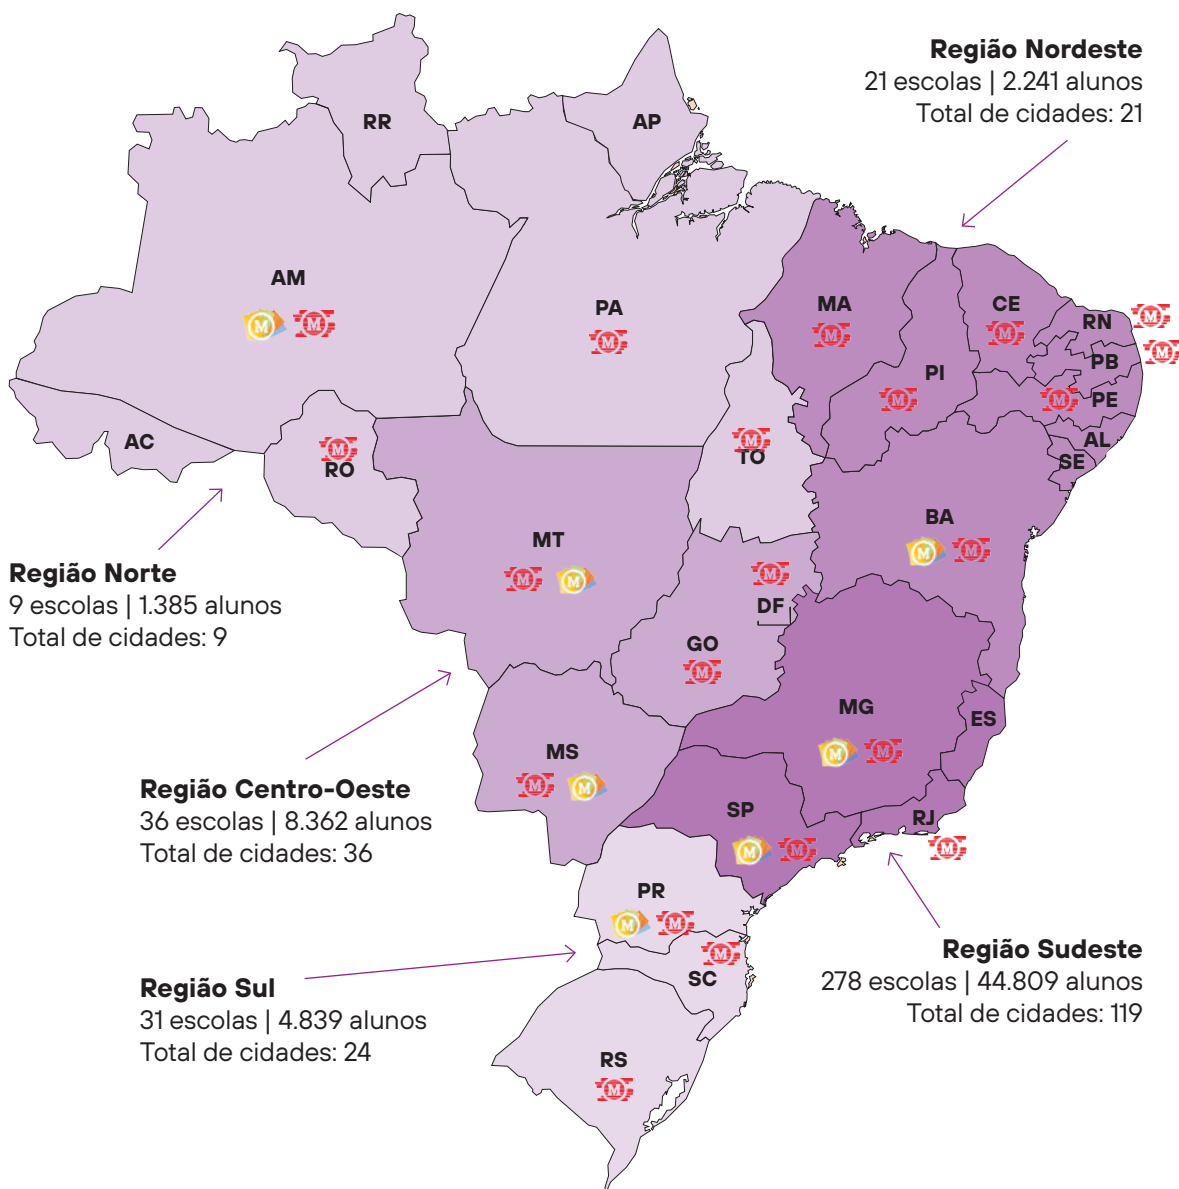 Região Nordeste
21 escolas | 2.241 alunos
Total de cidades: 21
RR
AP
AM
M M
PA
M
MA
M
CE
M
RN
M
M
PB
PI
M
M
PE
AC
M
RO
M
TO
AL
SE
BA
M M
MT
M M
M
DF
Região Norte
9 escolas | 1.385 alunos
Total de cidades: 9
GO
M
MG
M M
ES
MS
M M
Região Centro-Oeste
36 escolas | 8.362 alunos
Total de cidades: 36
SP
M M
RJ
M
PR
M M
M
SC
Região Sudeste
278 escolas | 44.809 alunos
Total de cidades: 119
Região Sul
31 escolas | 4.839 alunos
Total de cidades: 24
RS
M